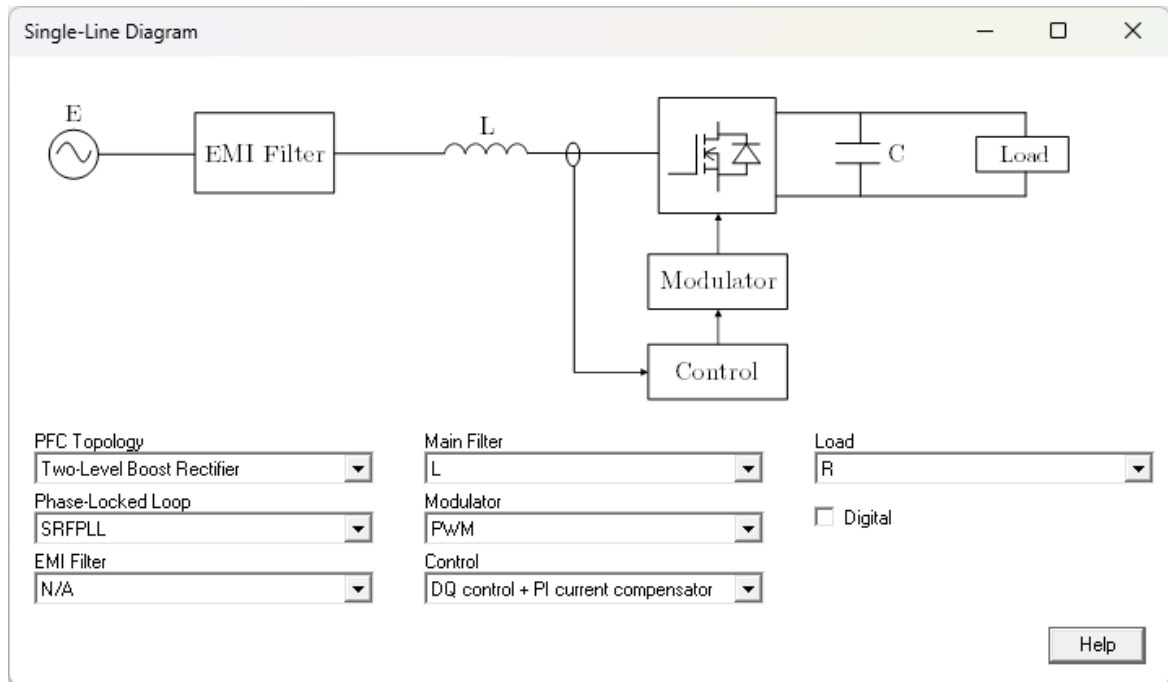 Single-Line Diagram
E
EMI Filter
L
C
Load
Modulator
Control
PFC Topology
Two-Level Boost Rectifier
Phase-Locked Loop
SRFPLL
EMI Filter
N/A
Main Filter
L
Modulator
PWM
Control
DQ control + PI current compensator
Load
R
Digital
Help